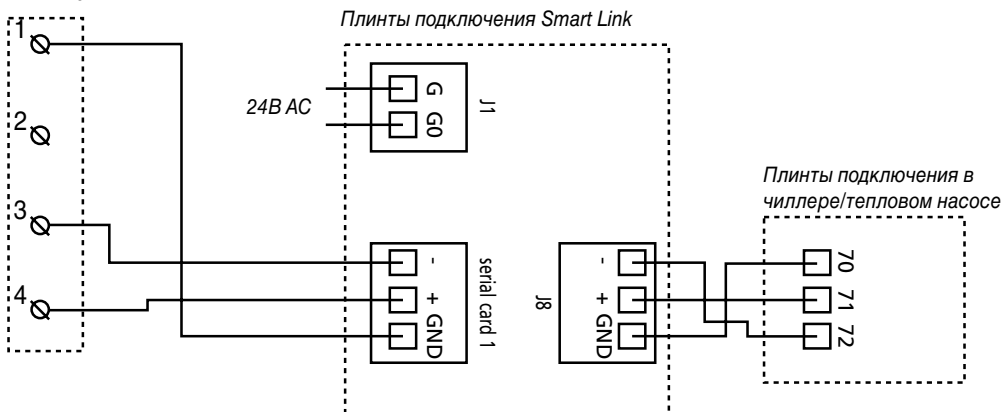 Плинты подключения Smart Link
1
2
3
4
24В AC
G
G0
J1
-
+
GND
serial card 1
-
+
GND
J8
Плинты подключения в
чиллере/тепловом насосе
70
71
72